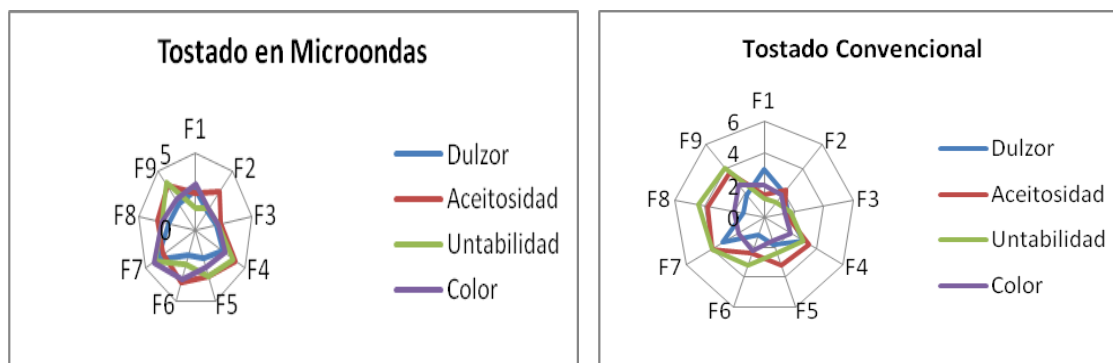 Tostado en Microondas
F1
5
F9
F2
F8
0
F3
F7
F4
F6
F5
Dulzor
Aceitosidad
Untabilidad
Color
Tostado Convencional
F1
6
F9
F2
4
2
F8
0
F3
F7
F4
F6
F5
Dulzor
Aceitosidad
Untabilidad
Color